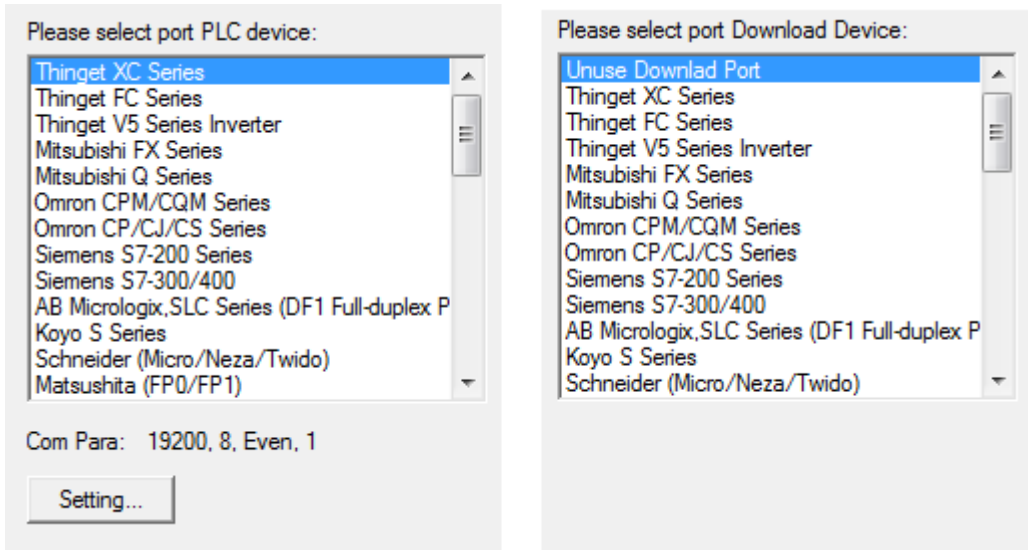 Please select port PLC device:
Thinget XC Series
Thinget FC Series
Thinget V5 Series Inverter
Mitsubishi FX Series
Mitsubishi Q Series
Omron CPM/CQM Series
Omron CP/CJ/CS Series
Siemens S7-200 Series
Siemens S7-300/400
AB Micrologix,SLC Series (DF1 Full-duplex P
Koyo S Series
Schneider (Micro/Neza/Twido)
Matsushita (FP0/FP1)
Com Para: 19200, 8, Even, 1
Setting...
Please select port Download Device:
Unuse Downlad Port
Thinget XC Series
Thinget FC Series
Thinget V5 Series Inverter
Mitsubishi FX Series
Mitsubishi Q Series
Omron CPM/CQM Series
Omron CP/CJ/CS Series
Siemens S7-200 Series
Siemens S7-300/400
AB Micrologix,SLC Series (DF1 Full-duplex P
Koyo S Series
Schneider (Micro/Neza/Twido)